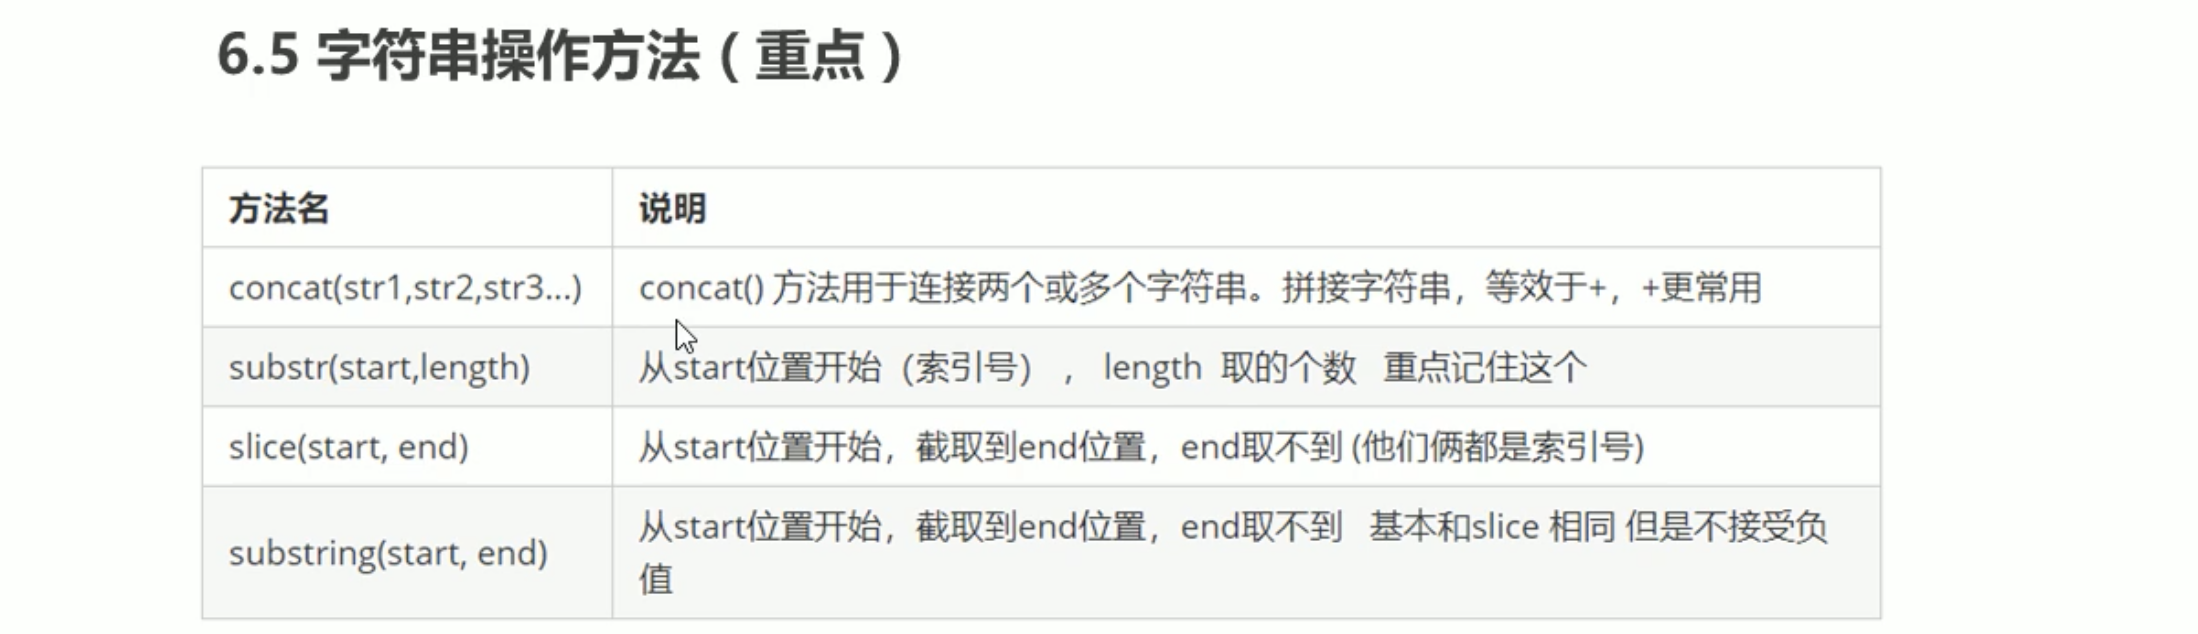 6.5 字符串操作方法（重点）
方法名 说明
concat(str1,str2,str3...) concat() 方法用于连接两个或多个字符串。拼接字符串，等效于+，+更常用
substr(start,length) 从start位置开始（索引号）， length 取的个数 重点记住这个
slice(start, end) 从start位置开始，截取到end位置，end取不到 (他们俩都是索引号)
substring(start, end) 从start位置开始，截取到end位置，end取不到 基本和slice 相同 但是不接受负
值